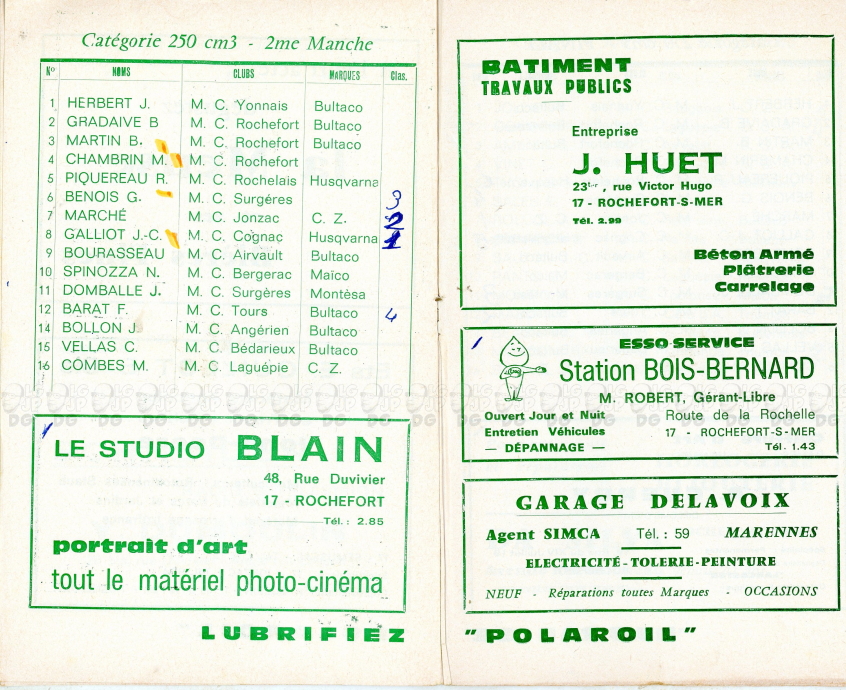 Catégorie 250 cm3 - 2me Manche
N° NOMS CLUBS MARQUES Clas.
1 HERBERT J. M. C. Yonnais Bultaco
2 GRADAIVE B M. C. Rochefort Bultaco
3 MARTIN B. M. C. Rochefort Bultaco
4 CHAMBRIN M. M. C. Rochefort
5 PIQUEREAU R. M. C. Rochelais Husqvarna
6 BENOIS G. M. C. Surgéres 3
7 MARCHÉ M. C. Jonzac C. Z. 2
8 GALLIOT J.-C. M. C. Cognac Husqvarna 1
9 BOURASSEAU M. C. Airvault Bultaco
10 SPINOZZA N. M. C. Bergerac Maïco
11 DOMBALLE J. M. C. Surgères Montèsa
12 BARAT F. M. C. Tours Bultaco 4
14 BOLLON J. M. C. Angérien Bultaco
15 VELLAS C. M. C. Bédarieux Bultaco
16 COMBES M. M. C. Laguépie C. Z.
LE STUDIO BLAIN
48, Rue Duvivier
17 - ROCHEFORT
Tél. : 2.85
portrait d'art
tout le matériel photo-cinéma
LUBRIFIEZ
BATIMENT
TRAVAUX PUBLICS
Entreprise
J. HUET
23ter, rue Victor Hugo
17 - ROCHEFORT-S-MER
Tél. 2.99
Béton Armé
Plâtrerie
Carrelage
ESSO-SERVICE
Station BOIS-BERNARD
M. ROBERT, Gérant-Libre
Ouvert Jour et Nuit Route de la Rochelle
Entretien Véhicules 17 - ROCHEFORT-S-MER
— DÉPANNAGE — Tél. 1.43
GARAGE DELAVOIX
Agent SIMCA Tél. : 59 MARENNES
ELECTRICITÉ - TOLERIE - PEINTURE
NEUF - Réparations toutes Marques - OCCASIONS
"POLAROIL"